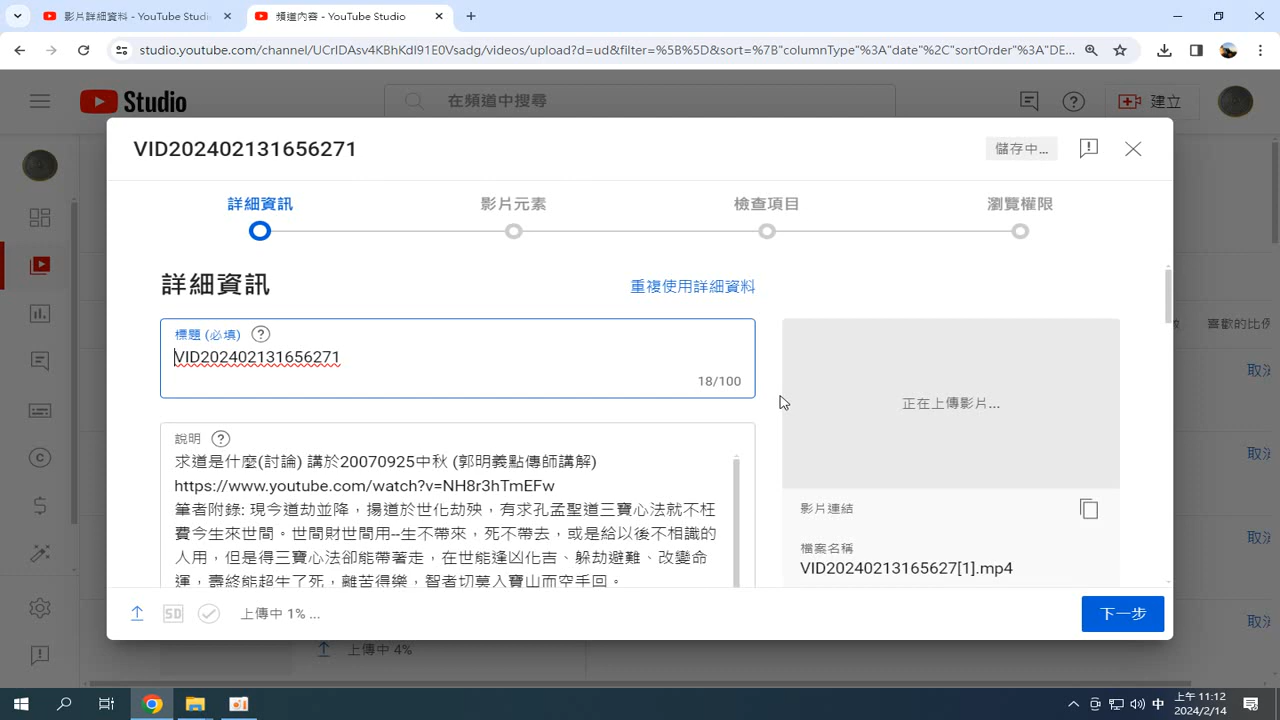 影片詳細資料 - YouTube Studio
頻道內容 - YouTube Studio
studio.youtube.com/channel/UCrIDAsv4KBhKdI91E0Vsadg/videos/upload?d=ud&filter=%5B%5D&sort=%7B"columnType"%3A"date"%2C"sortOrder"%3A"DE...
Studio
在頻道中搜尋
建立
VID202402131656271
儲存中...
詳細資訊
影片元素
檢查項目
瀏覽權限
詳細資訊
重複使用詳細資料
標題 (必填)
VID202402131656271
18/100
正在上傳影片...
喜歡的比例
說明
求道是什麼(討論) 講於20070925中秋 (郭明義點傳師講解)
https://www.youtube.com/watch?v=NH8r3hTmEFw
筆者附錄: 現今道劫並降，揚道於世化劫殃，有求孔孟聖道三寶心法就不枉
費今生來世間。世間財世間用--生不帶來，死不帶去，或是給以後不相識的
人用，但是得三寶心法卻能帶著走，在世能逢凶化吉、躲劫避難、改變命
運，壽終能超生了死，離苦得樂，智者切莫入寶山而空手回。
影片連結
檔案名稱
VID20240213165627[1].mp4
SD
上傳中 1% ...
下一步
上傳中 4%
中
上午 11:12
2024/2/14